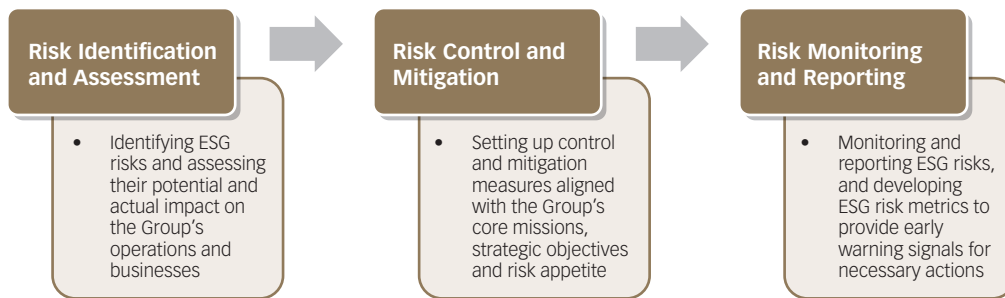 Risk Identification
and Assessment
• Identifying ESG
risks and assessing
their potential and
actual impact on
the Group's
operations and
businesses
Risk Control and
Mitigation
• Setting up control
and mitigation
measures aligned
with the Group's
core missions,
strategic objectives
and risk appetite
Risk Monitoring
and Reporting
• Monitoring and
reporting ESG risks,
and developing
ESG risk metrics to
provide early
warning signals for
necessary actions